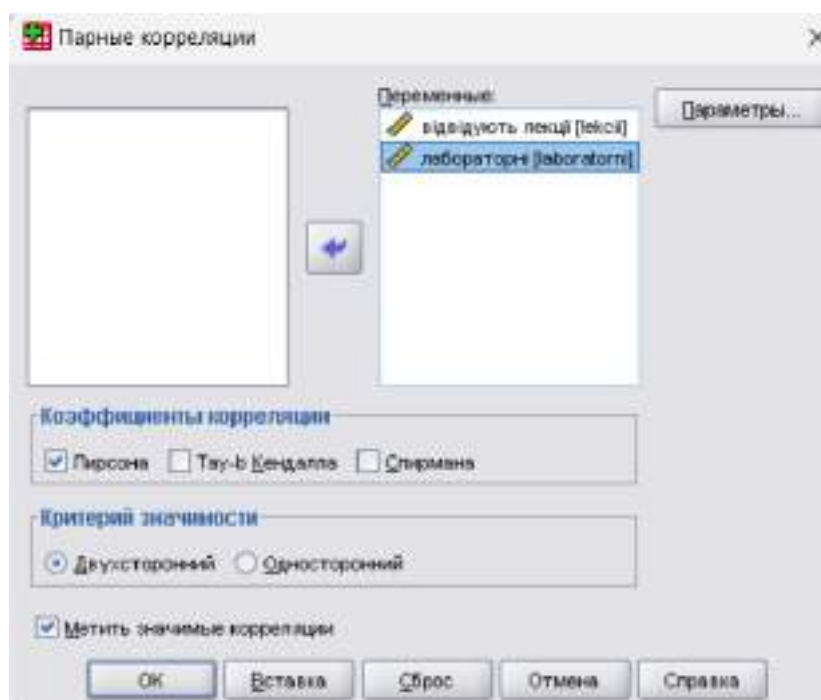 Парные корреляции
Переменные:
відвідують лекції [lekcii]
лабораторні [laboratorni]
Параметры...
Коэффициенты корреляции
Пирсона Тау-b Кендалла Спирмана
Критерий значимости
Двухсторонний Односторонний
Метить значимые корреляции
OK Вставка Сброс Отмена Справка